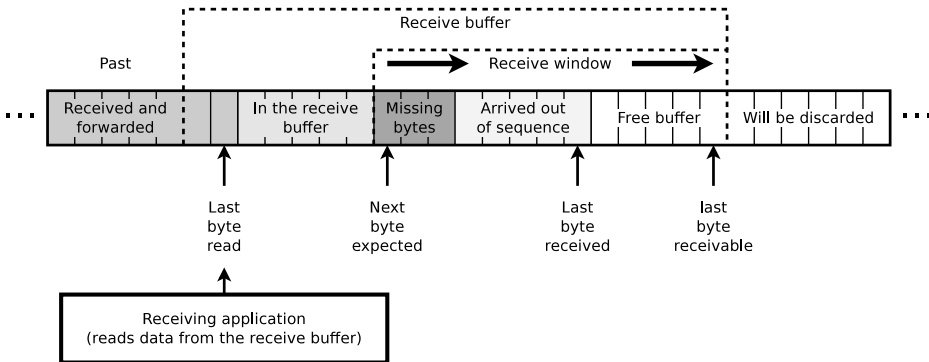 Receive buffer
Past
Receive window
Received and
forwarded
In the receive
buffer
Missing
bytes
Arrived out
of sequence
Free buffer
Will be discarded
Last
byte
read
Next
byte
expected
Last
byte
received
last
byte
receivable
Receiving application
(reads data from the receive buffer)